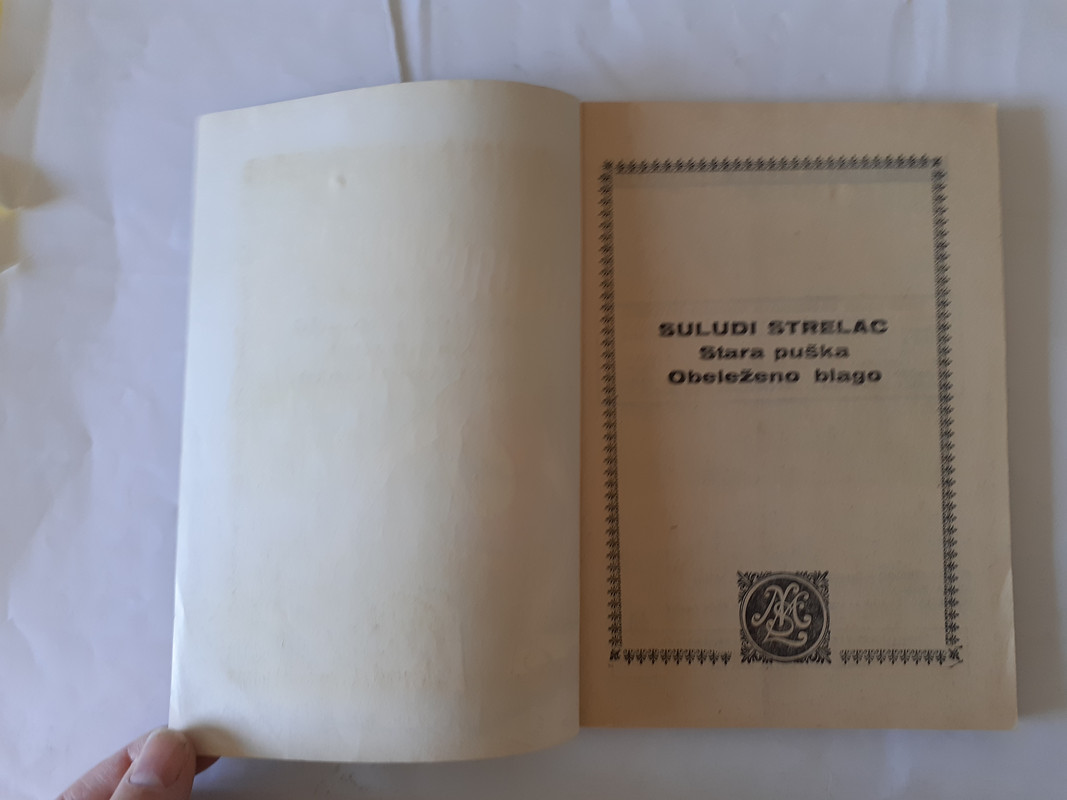 SULUDI STRELAC
Stara puška
Obeleženo blago